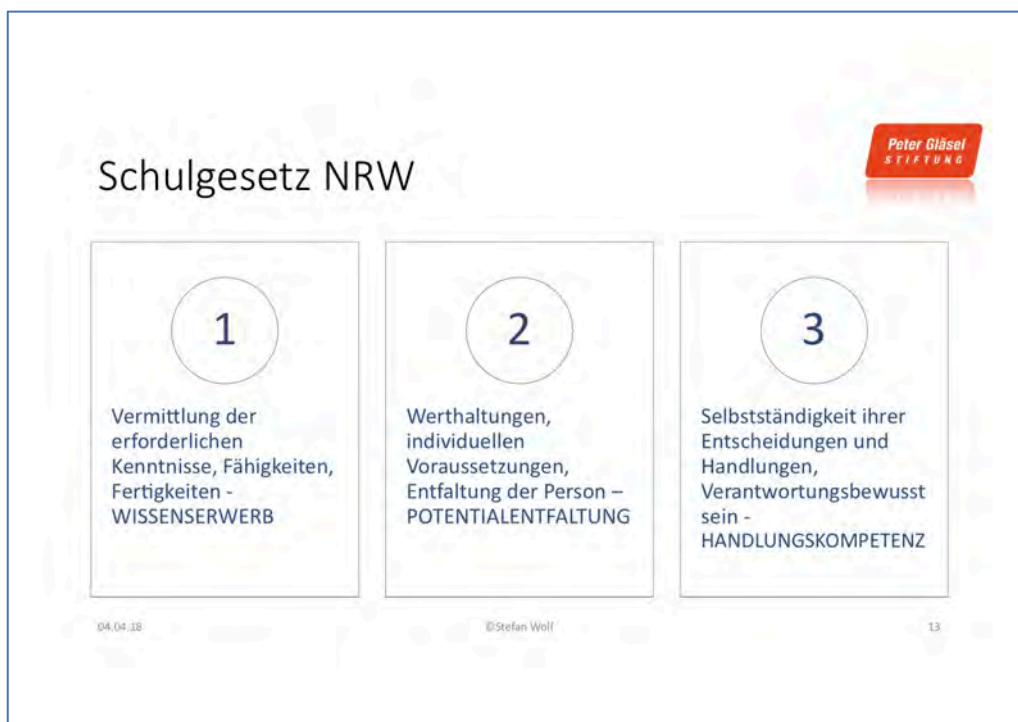 Peter Gläsel
STIFTUNG
Schulgesetz NRW
1
Vermittlung der
erforderlichen
Kenntnisse, Fähigkeiten,
Fertigkeiten -
WISSENSERWERB
2
Werthaltungen,
individuellen
Voraussetzungen,
Entfaltung der Person –
POTENTIALENTFALTUNG
3
Selbstständigkeit ihrer
Entscheidungen und
Handlungen,
Verantwortungsbewusst
sein -
HANDLUNGSKOMPETENZ
04.04.18
©Stefan Wolf
13